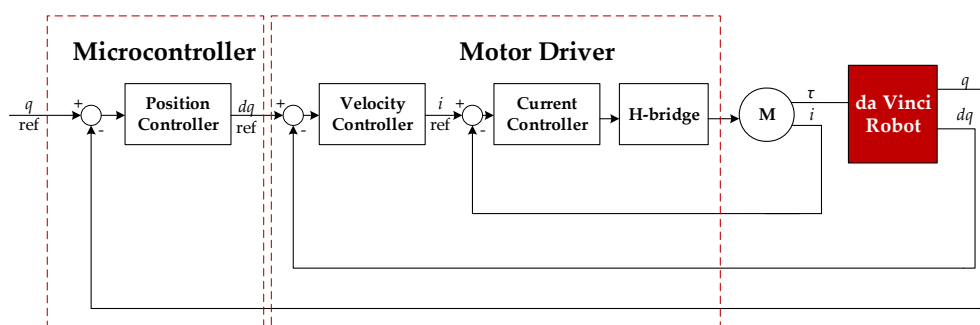 Microcontroller
Motor Driver
q
ref
+
-
Position
Controller
dq
ref
+
-
Velocity
Controller
i
ref
+
-
Current
Controller
H-bridge
M
τ
i
da Vinci
Robot
q
dq